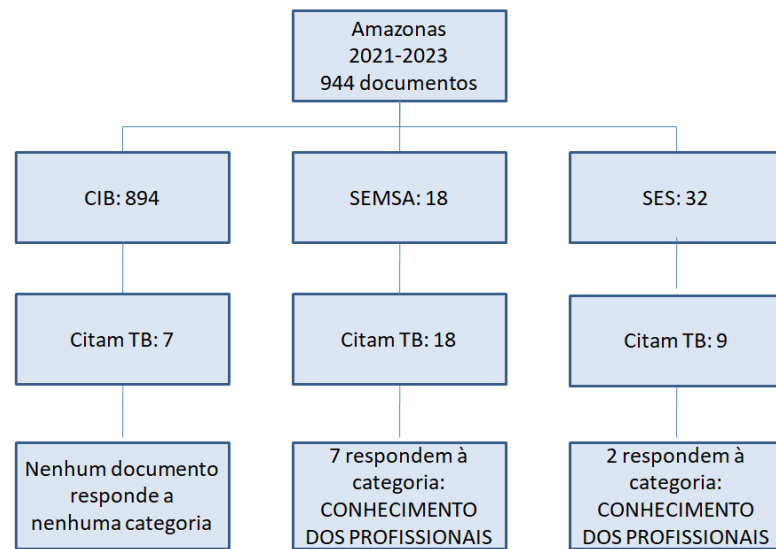 Amazonas
2021-2023
944 documentos
CIB: 894
SEMSA: 18
SES: 32
Citam TB: 7
Citam TB: 18
Citam TB: 9
Nenhum documento
responde a
nenhuma categoria
7 respondem à
categoria:
CONHECIMENTO
DOS PROFISSIONAIS
2 respondem à
categoria:
CONHECIMENTO
DOS PROFISSIONAIS